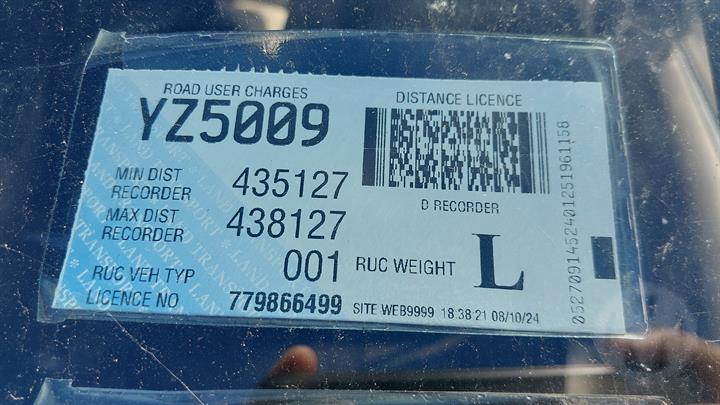 ROAD USER CHARGES
YZ5009
DISTANCE LICENCE
MIN DIST RECORDER 435127
MAX DIST RECORDER 438127
D RECORDER
RUC VEH TYP 001
RUC WEIGHT L
LICENCE NO 779866499
SITE WEB9999 18:38:21 08/10/24
0527091452401251961158